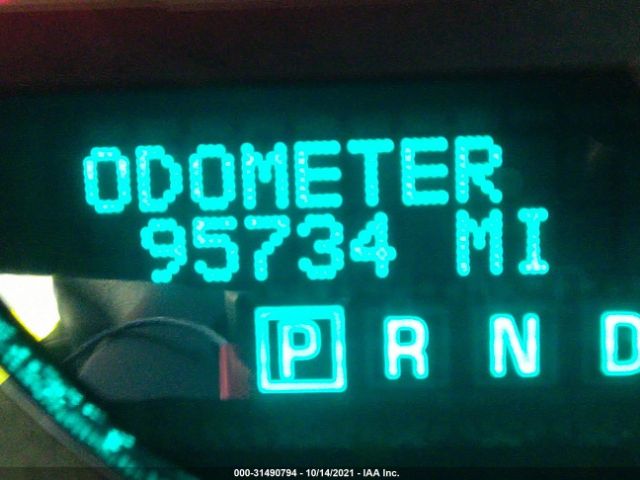 ODOMETER
95734 MI
P R N D
000-31490794 - 10/14/2021 - IAA Inc.